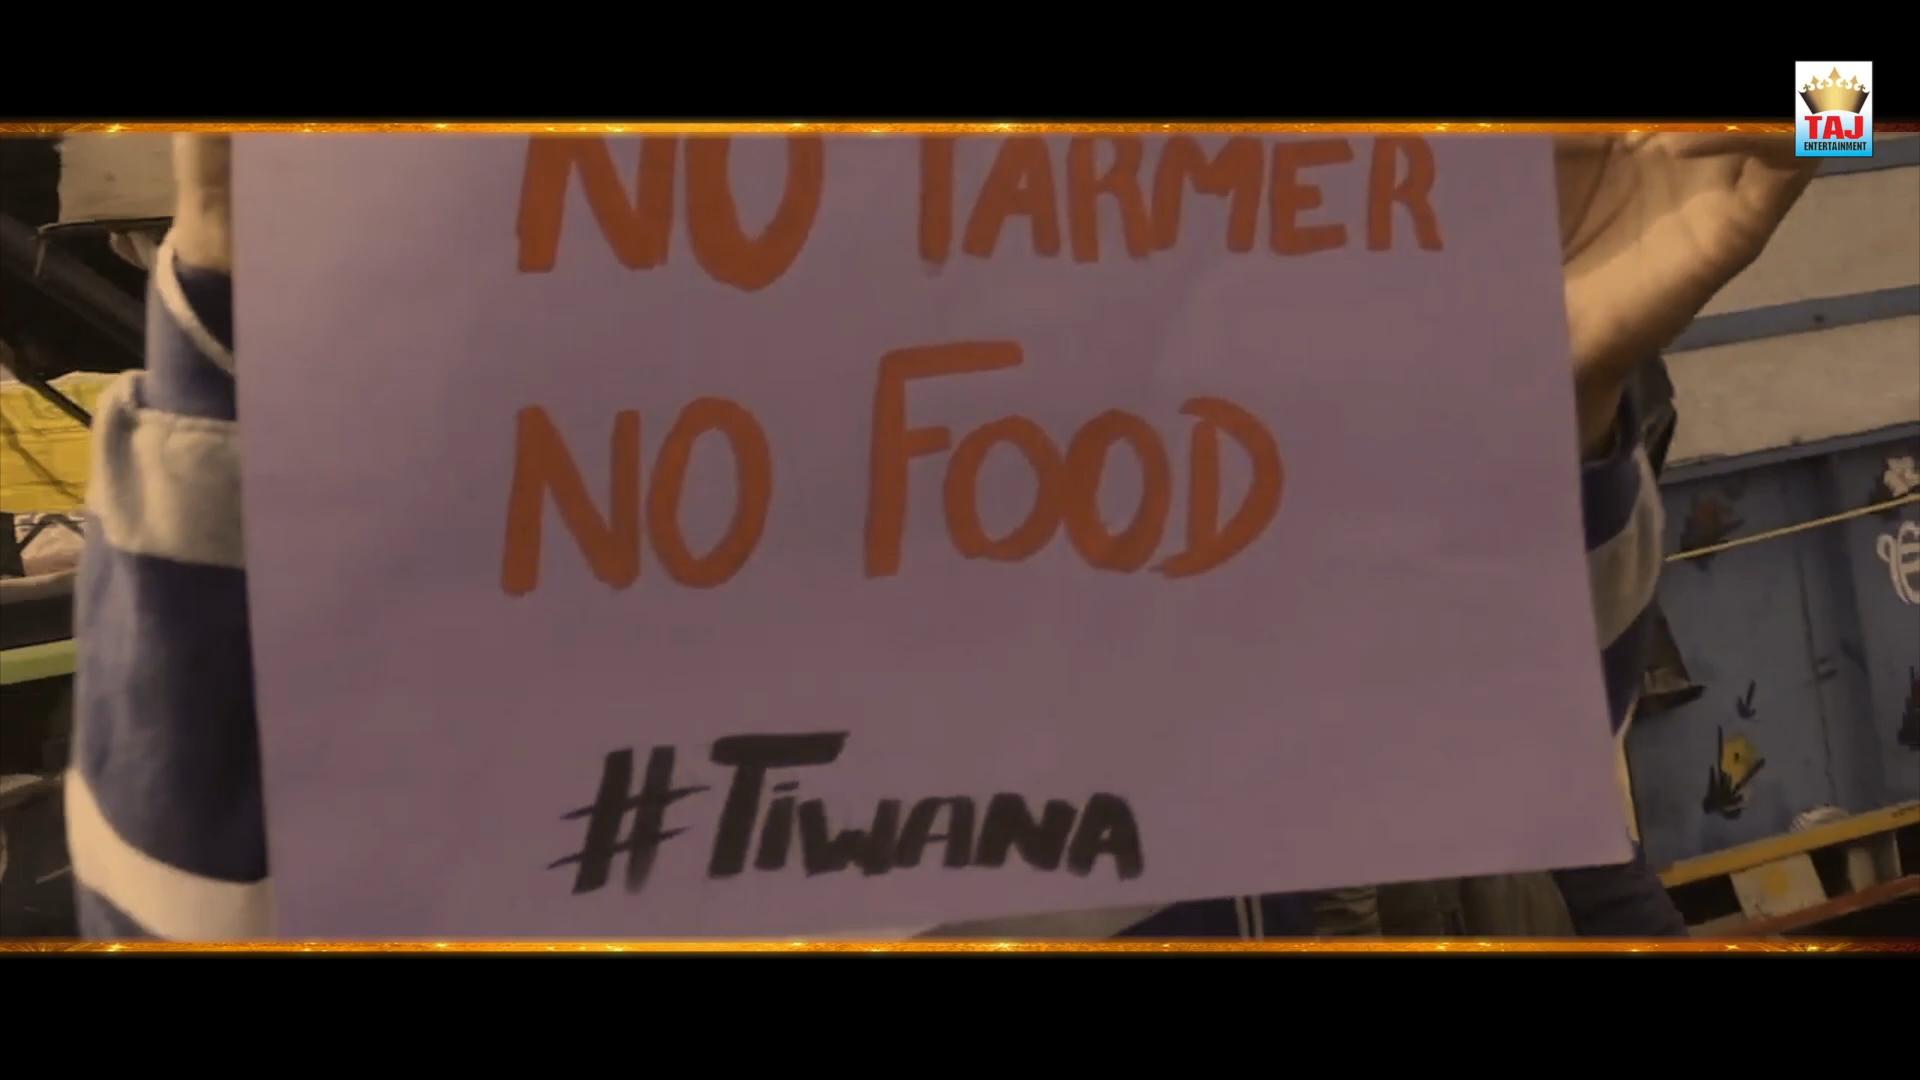 TAJ
ENTERTAINMENT
NO FARMER
NO FOOD
#TIWANA